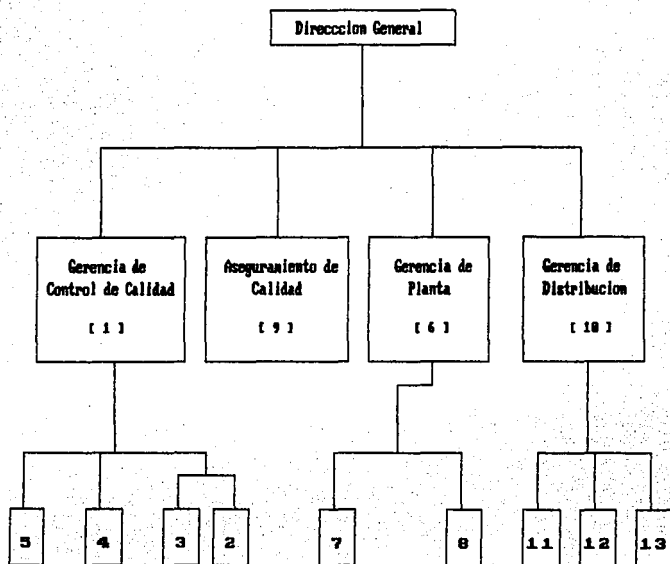 Direcccion General
Gerencia de
Control de Calidad
[ 1 ]
Aseguramiento de
Calidad
[ 9 ]
Gerencia de
Planta
[ 6 ]
Gerencia de
Distribucion
[ 10 ]
5
4
3
2
7
8
11
12
13